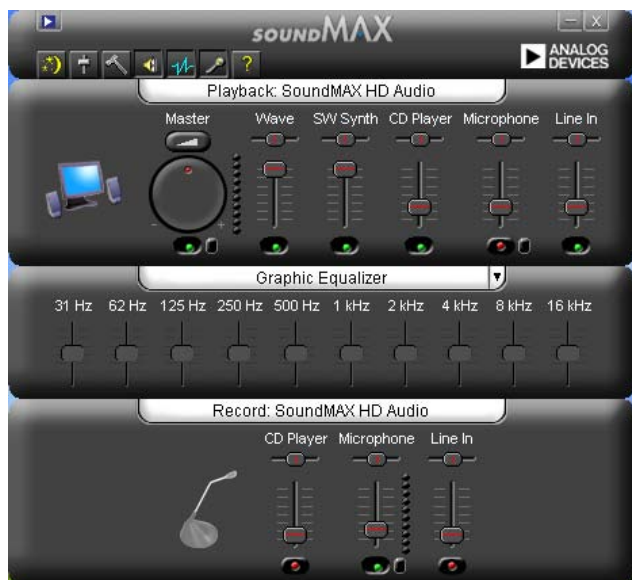 soundMAX
— X
?
ANALOG
DEVICES
Playback: SoundMAX HD Audio
Master Wave SW Synth CD Player Microphone Line In
- +
Graphic Equalizer
31 Hz 62 Hz 125 Hz 250 Hz 500 Hz 1 kHz 2 kHz 4 kHz 8 kHz 16 kHz
Record: SoundMAX HD Audio
CD Player Microphone Line In